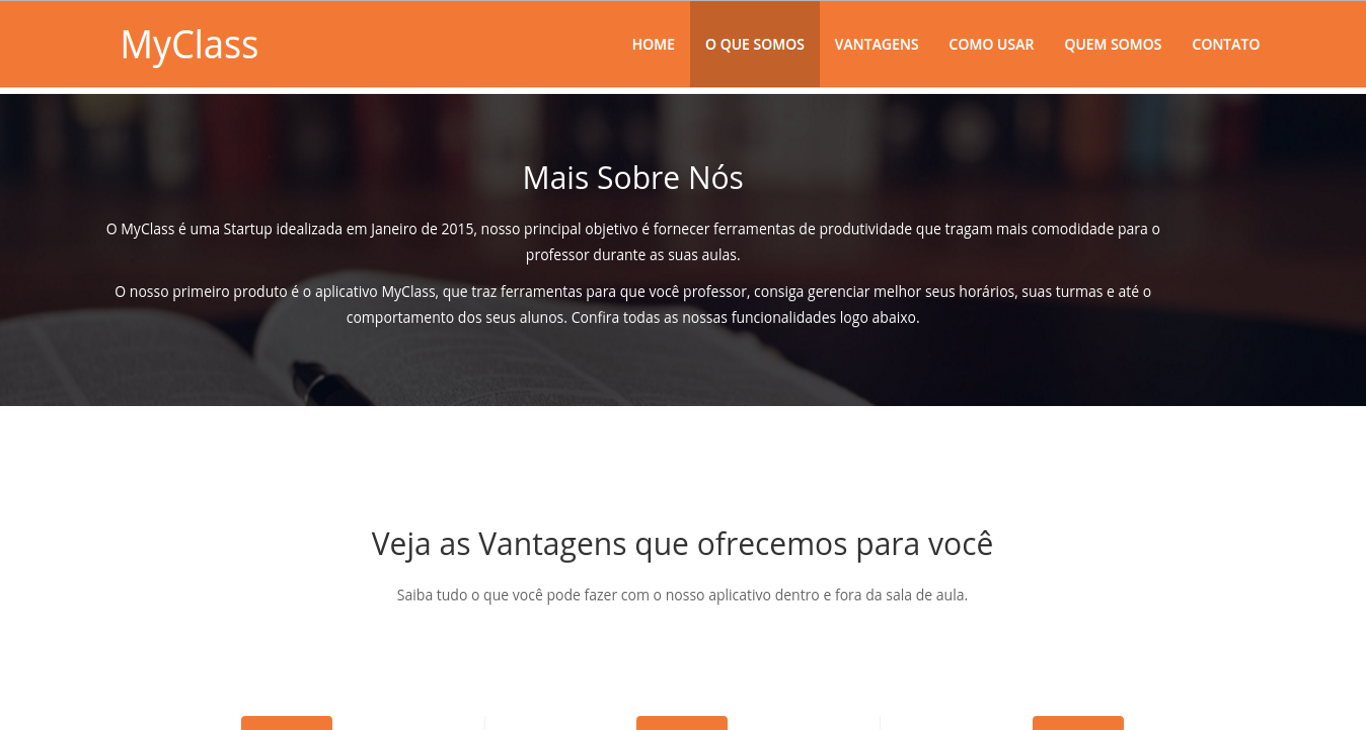 MyClass
HOME
O QUE SOMOS
VANTAGENS
COMO USAR
QUEM SOMOS
CONTATO
Mais Sobre Nós
O MyClass é uma Startup idealizada em Janeiro de 2015, nosso principal objetivo é fornecer ferramentas de produtividade que tragam mais comodidade para o
professor durante as suas aulas.
O nosso primeiro produto é o aplicativo MyClass, que traz ferramentas para que você professor, consiga gerenciar melhor seus horários, suas turmas e até o
comportamento dos seus alunos. Confira todas as nossas funcionalidades logo abaixo.
Veja as Vantagens que ofrecemos para você
Saiba tudo o que você pode fazer com o nosso aplicativo dentro e fora da sala de aula.